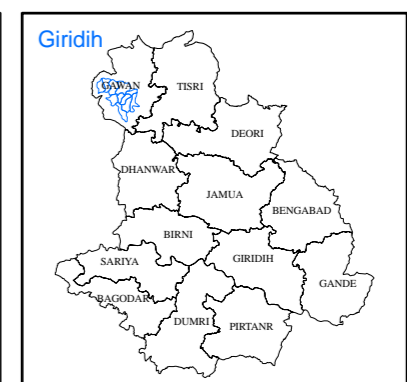 Giridih
GAWAN
TISRI
DEORI
DHANWAR
JAMUA
BENGABAD
BIRNI
SARIYA
GIRIDIH
GANDE
BAGODAR
DUMRI
PIRTANR